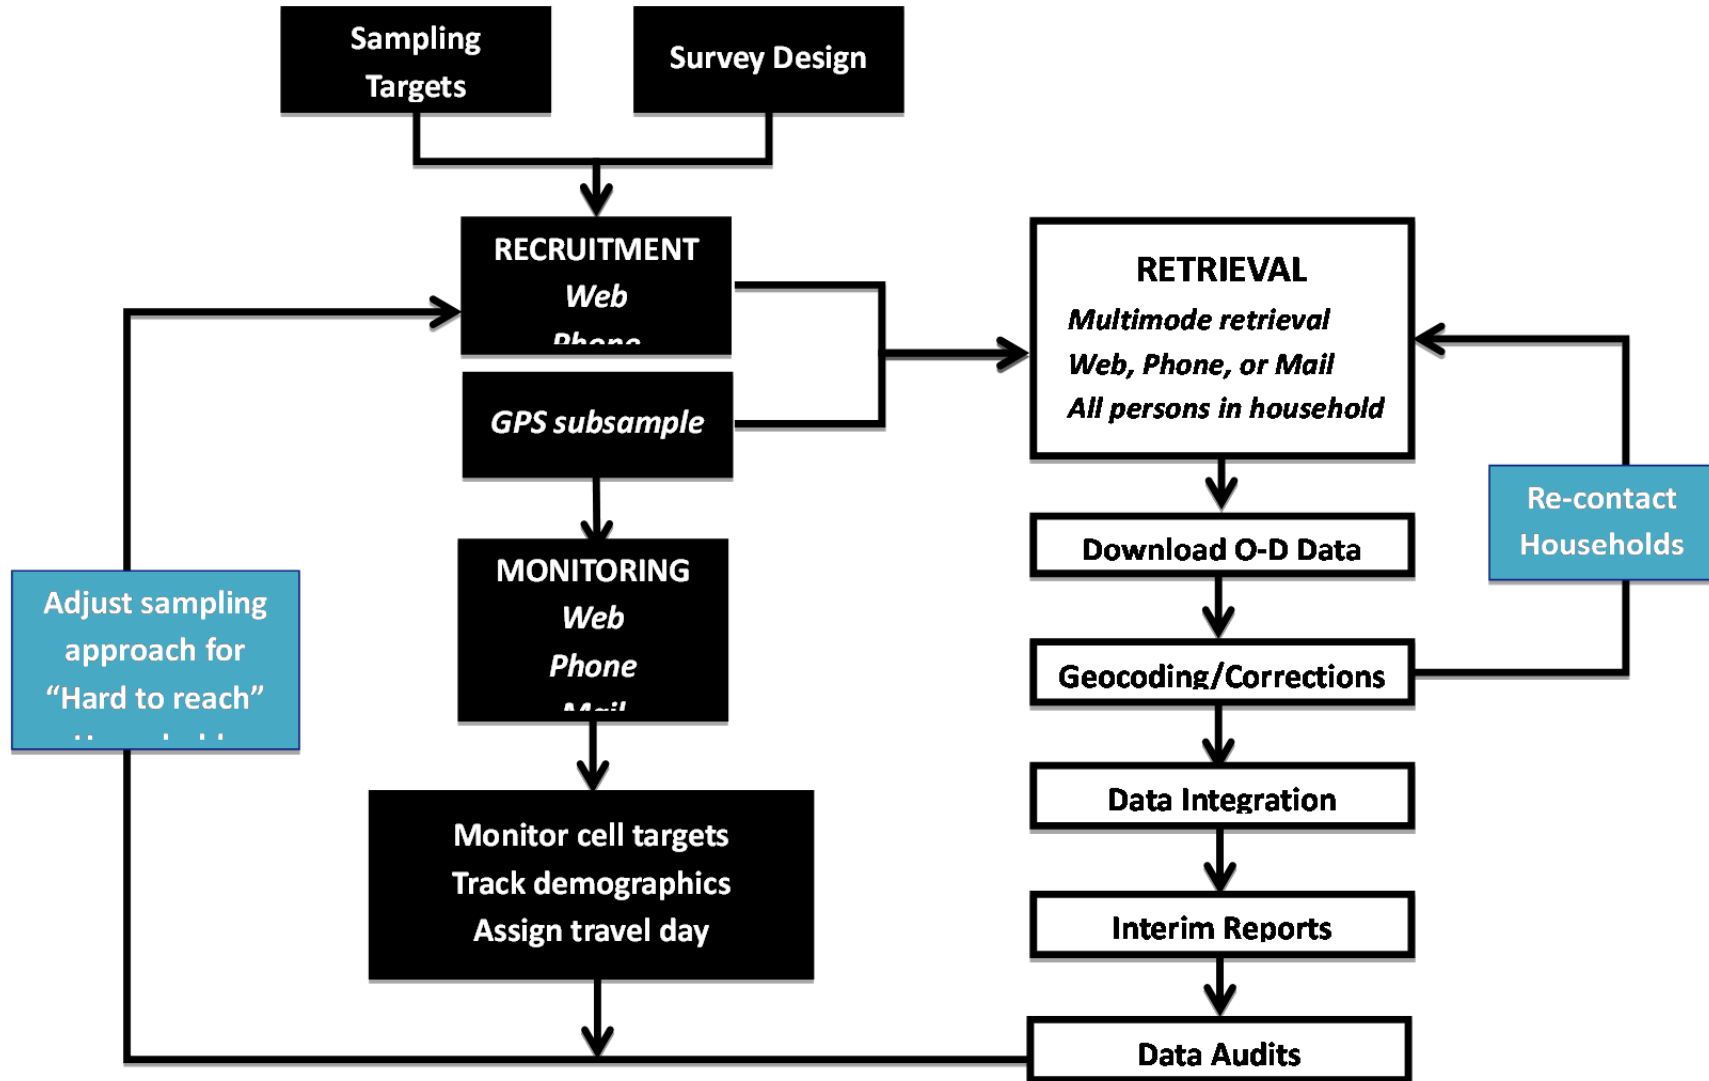 Sampling
Targets
Survey Design
RECRUITMENT
Web
Phone
GPS subsample
MONITORING
Web
Phone
Mail
Monitor cell targets
Track demographics
Assign travel day
Adjust sampling
approach for
“Hard to reach”
RETRIEVAL
Multimode retrieval
Web, Phone, or Mail
All persons in household
Download O-D Data
Geocoding/Corrections
Data Integration
Interim Reports
Data Audits
Re-contact
Households